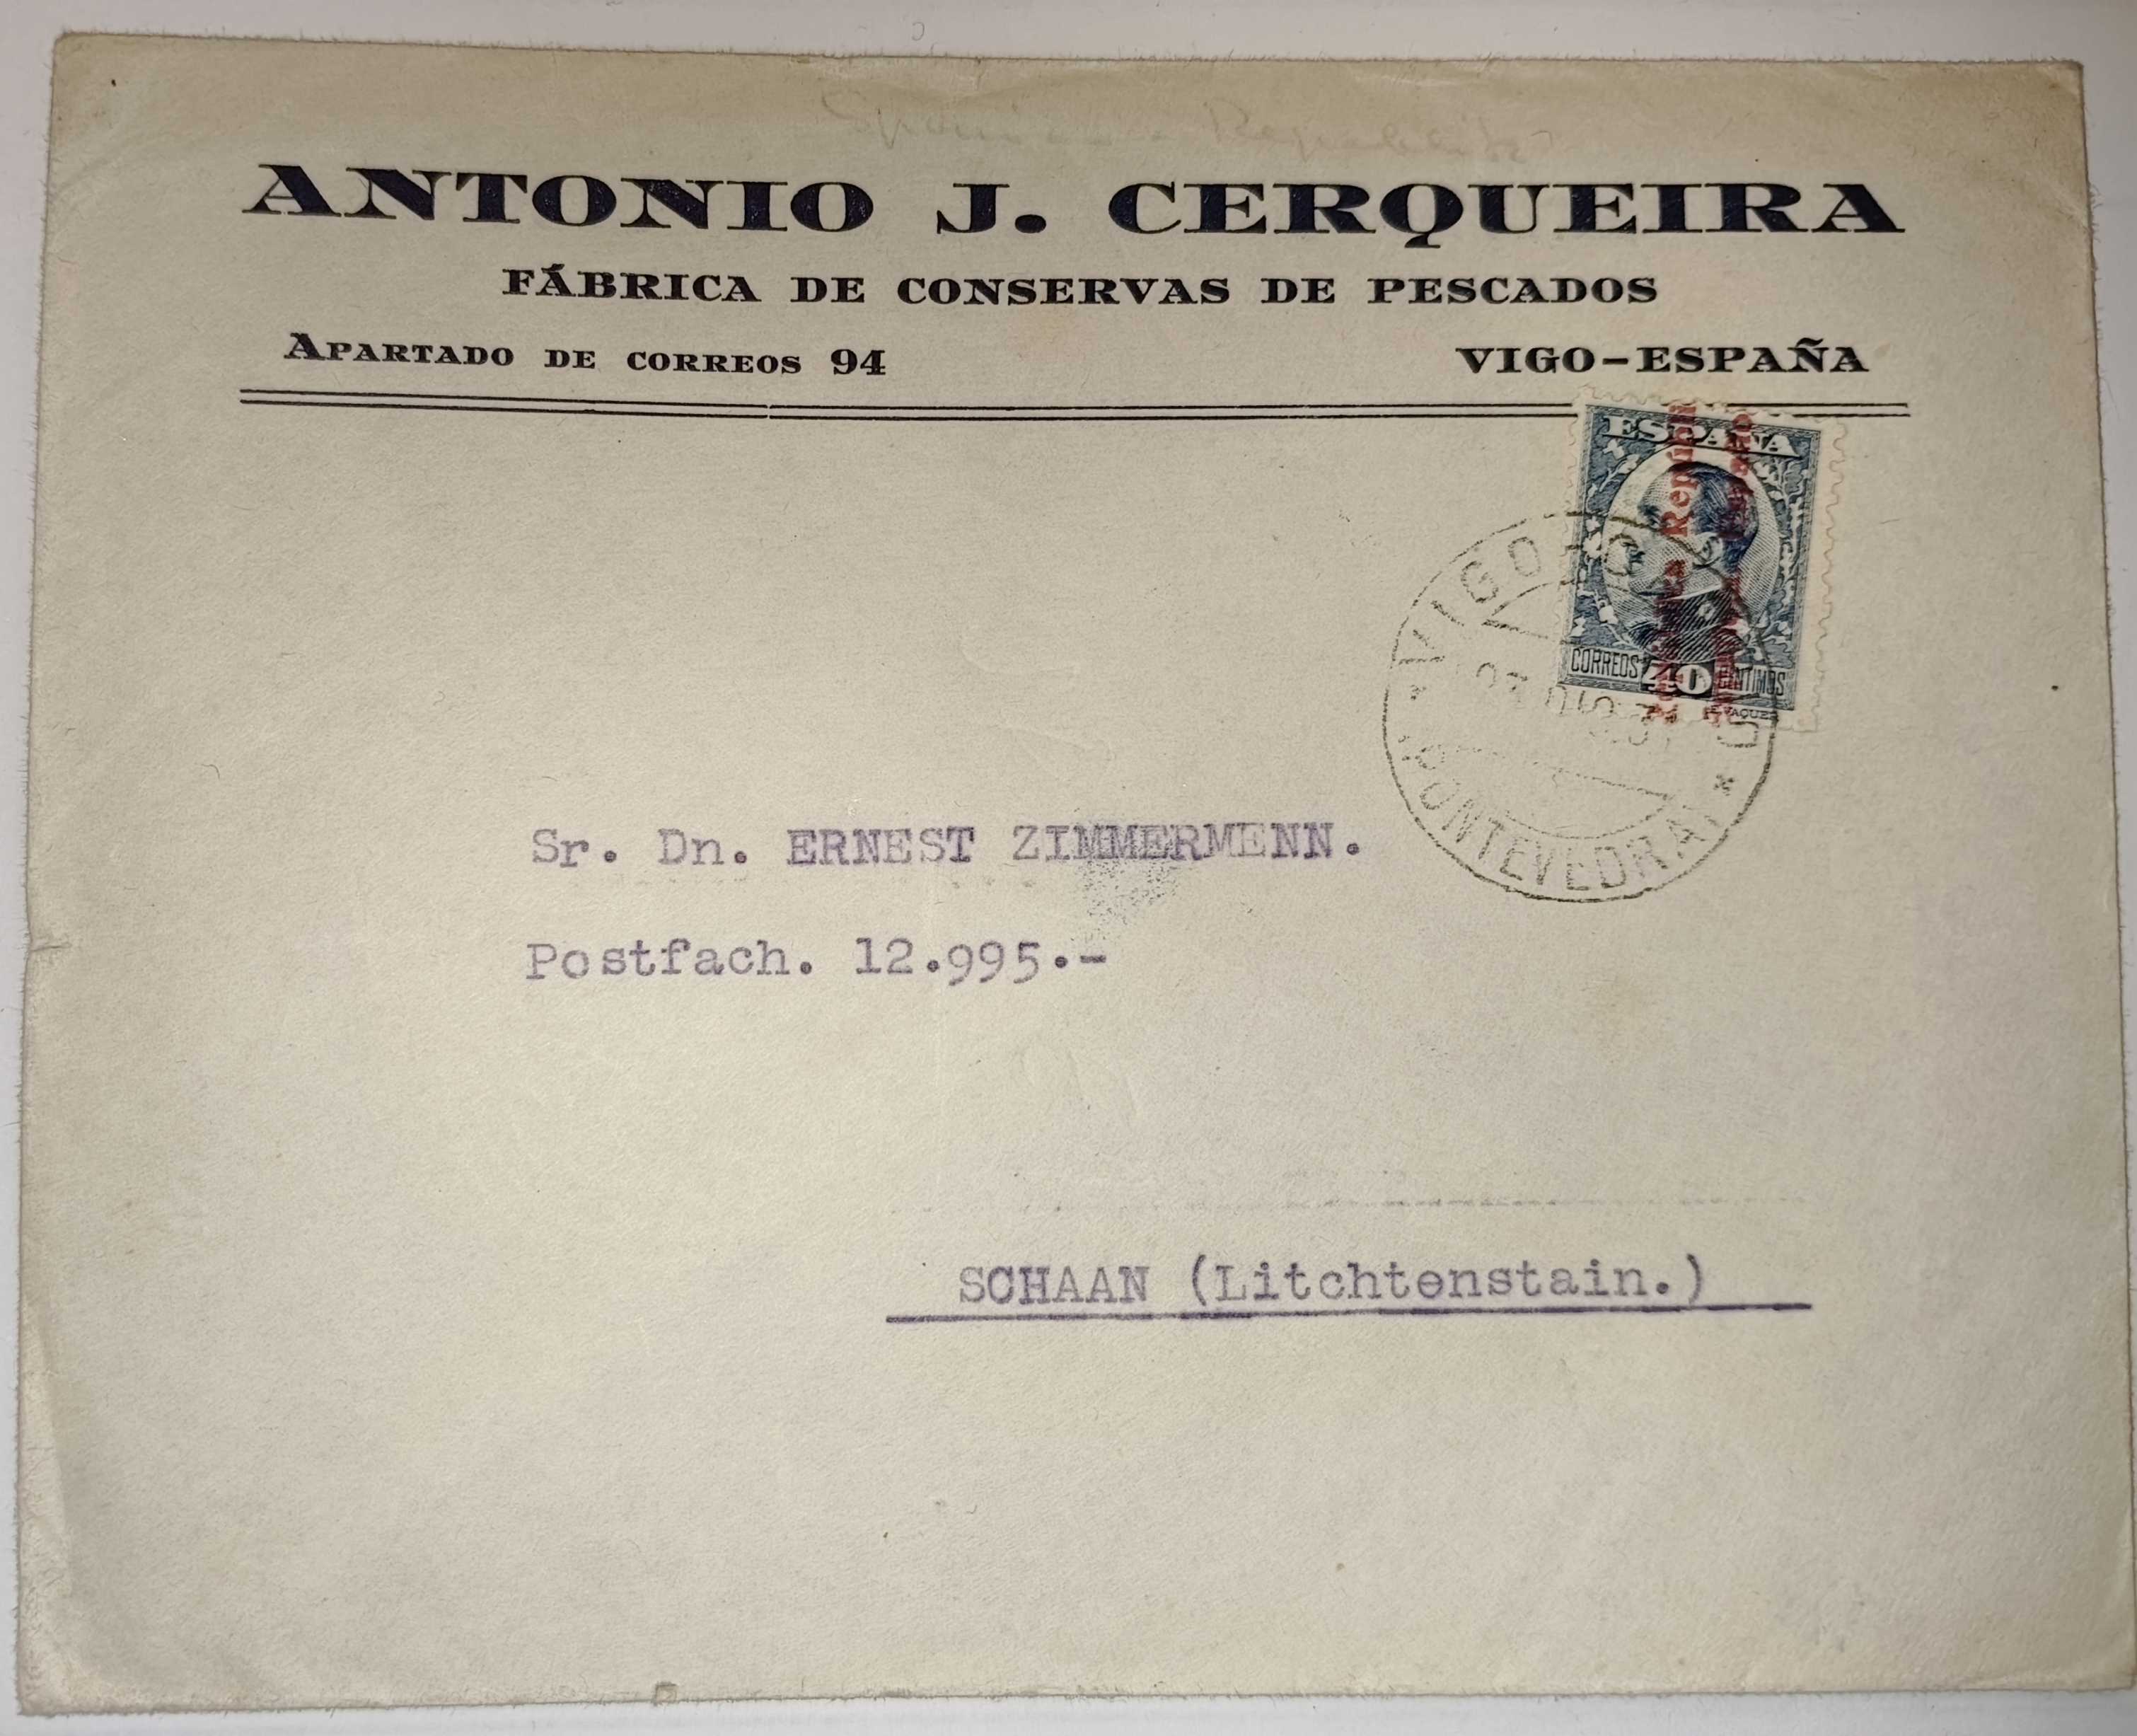 Republik
ANTONIO J. CERQUEIRA
FÁBRICA DE CONSERVAS DE PESCADOS
APARTADO DE CORREOS 94
VIGO-ESPAÑA
ESPAÑA
CORREOS 40 CENTIMOS
VIGO
PONTEVEDRA
Sr. Dn. ERNEST ZIMMERMENN.
Postfach. 12.995.-
SCHAAN (Litchtenstain.)